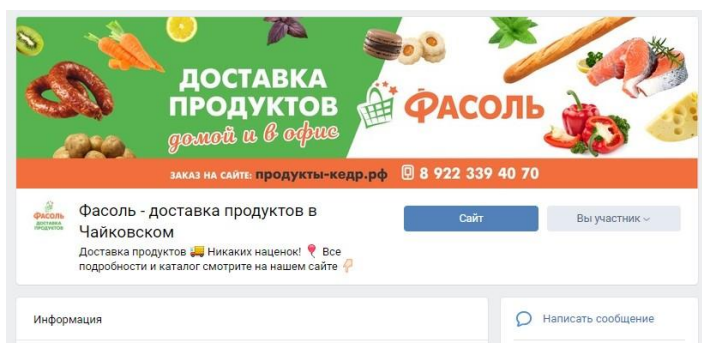 ДОСТАВКА
ПРОДУКТОВ
домой и в офис
ФАСОЛЬ
ЗАКАЗ НА САЙТЕ: продукты-кедр.рф 8 922 339 40 70
ФАСОЛЬ
ДОСТАВКА
ПРОДУКТОВ
Фасоль - доставка продуктов в
Чайковском
Доставка продуктов 🚚 Никаких наценок! 🎈 Все
подробности и каталог смотрите на нашем сайте 👇🏻
Сайт
Вы участник
Информация
Написать сообщение